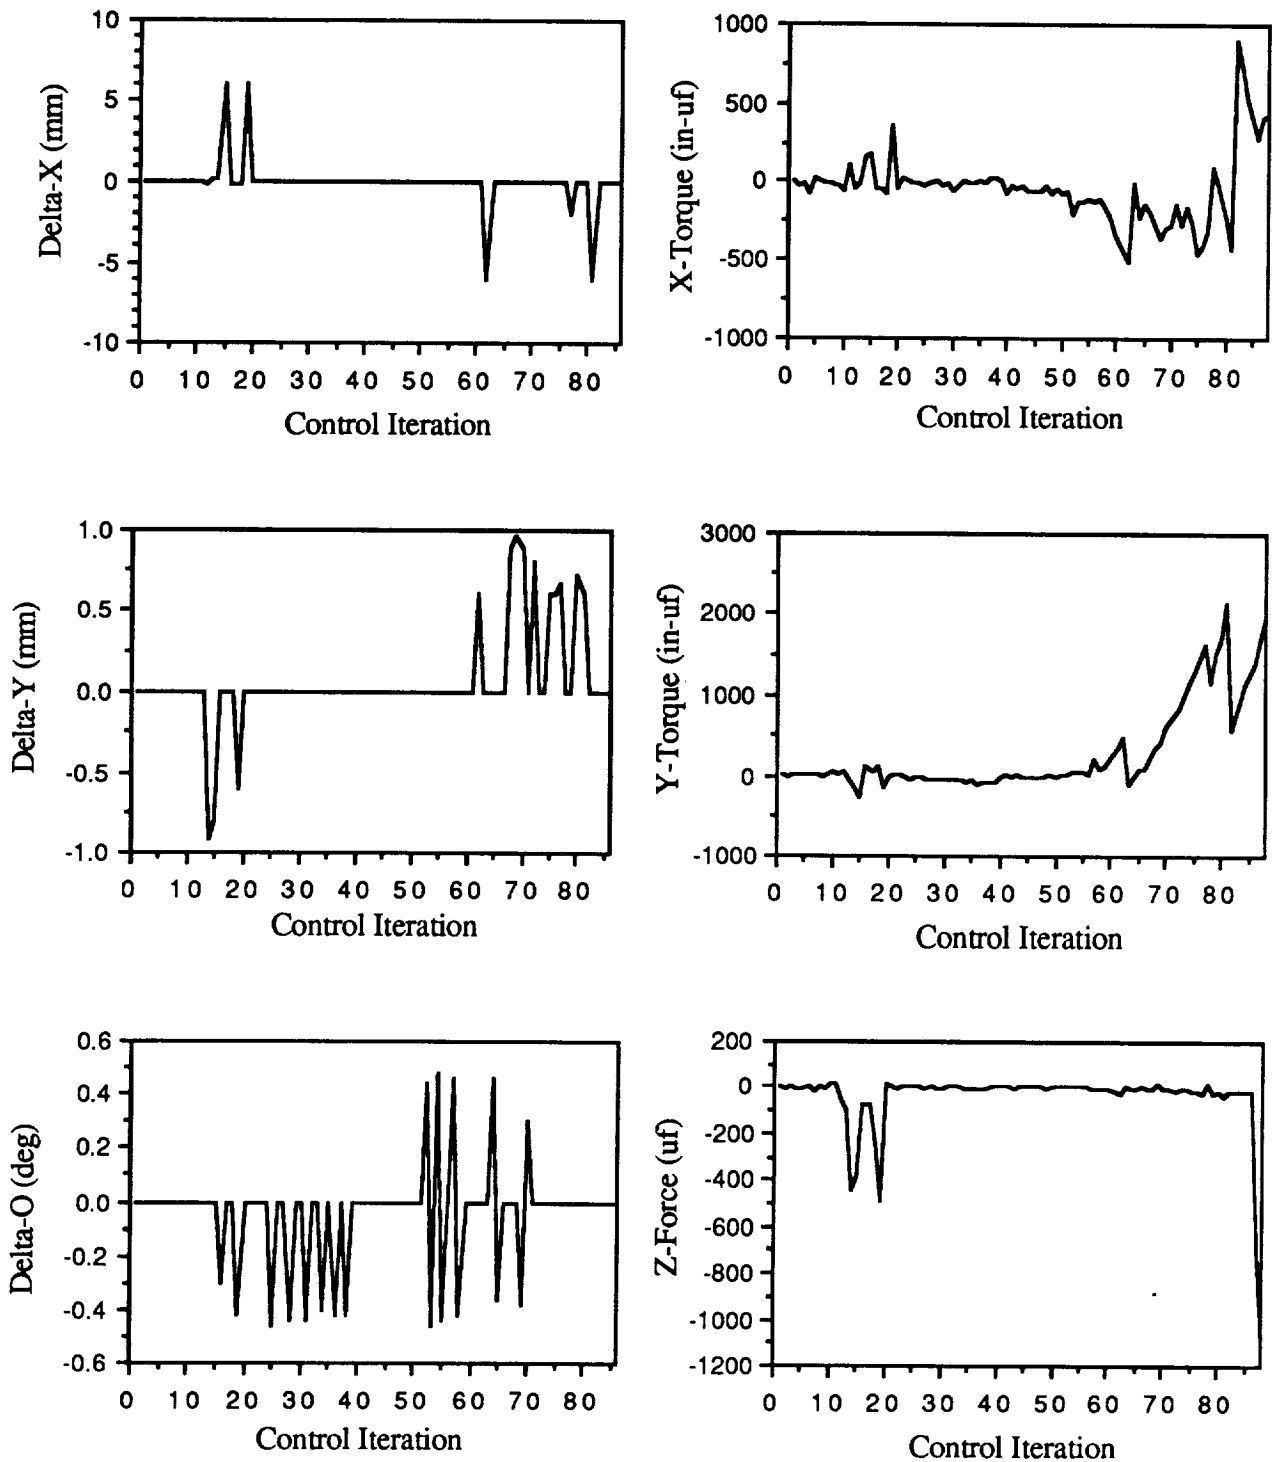 10
5
0
-5
-10
Delta-X (mm)
0 10 20 30 40 50 60 70 80
Control Iteration
1000
500
0
-500
-1000
X-Torque (in-uf)
0 10 20 30 40 50 60 70 80
Control Iteration
1.0
0.5
0.0
-0.5
-1.0
Delta-Y (mm)
0 10 20 30 40 50 60 70 80
Control Iteration
3000
2000
1000
0
-1000
Y-Torque (in-uf)
0 10 20 30 40 50 60 70 80
Control Iteration
0.6
0.4
0.2
0.0
-0.2
-0.4
-0.6
Delta-O (deg)
0 10 20 30 40 50 60 70 80
Control Iteration
200
0
-200
-400
-600
-800
-1000
-1200
Z-Force (uf)
0 10 20 30 40 50 60 70 80
Control Iteration